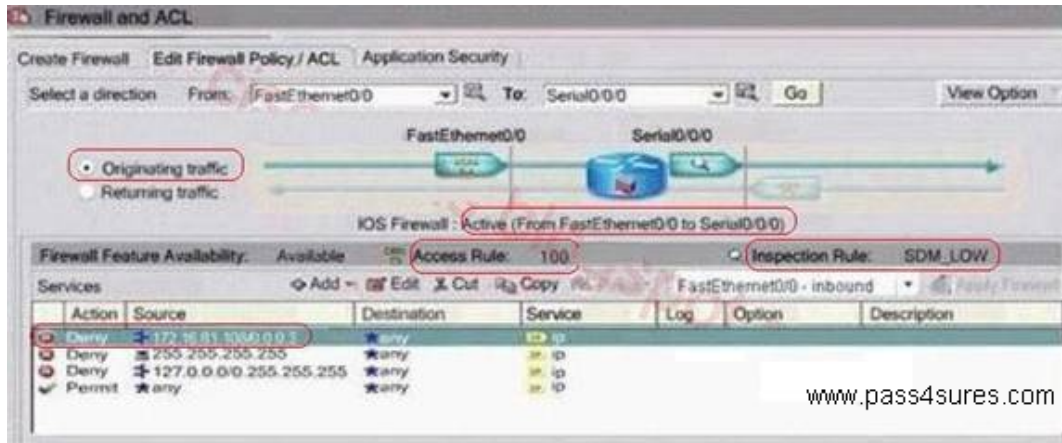 Firewall and ACL
Create Firewall Edit Firewall Policy / ACL Application Security
Select a direction From: FastEthernet0/0 To: Serial0/0/0 Go View Option
FastEthernet0/0 Serial0/0/0
Originating traffic
Returning traffic
IOS Firewall : Active (From FastEthernet0/0 to Serial0/0/0)
Firewall Feature Availability: Available Access Rule: 100 Inspection Rule: SDM_LOW
Services Add Edit Cut Copy FastEthernet0/0 - inbound Apply Firewall
Action Source Destination Service Log Option Description
Deny any ip
Deny 255.255.255.255 any ip
Deny 127.0.0.0/0.255.255.255 any ip
Permit any any ip
www.pass4sures.com